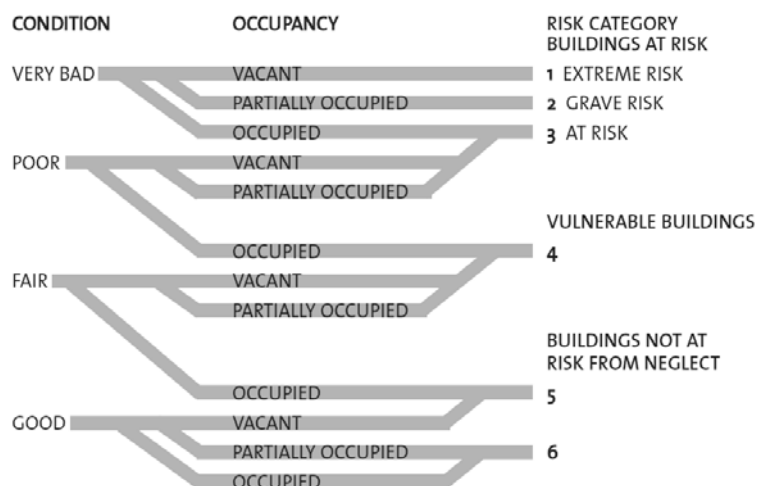 CONDITION OCCUPANCY RISK CATEGORY
BUILDINGS AT RISK
VERY BAD VACANT 1 EXTREME RISK
PARTIALLY OCCUPIED 2 GRAVE RISK
OCCUPIED 3 AT RISK
POOR VACANT
PARTIALLY OCCUPIED
VULNERABLE BUILDINGS
OCCUPIED 4
FAIR VACANT
PARTIALLY OCCUPIED
BUILDINGS NOT AT
RISK FROM NEGLECT
OCCUPIED 5
GOOD VACANT
PARTIALLY OCCUPIED 6
OCCUPIED